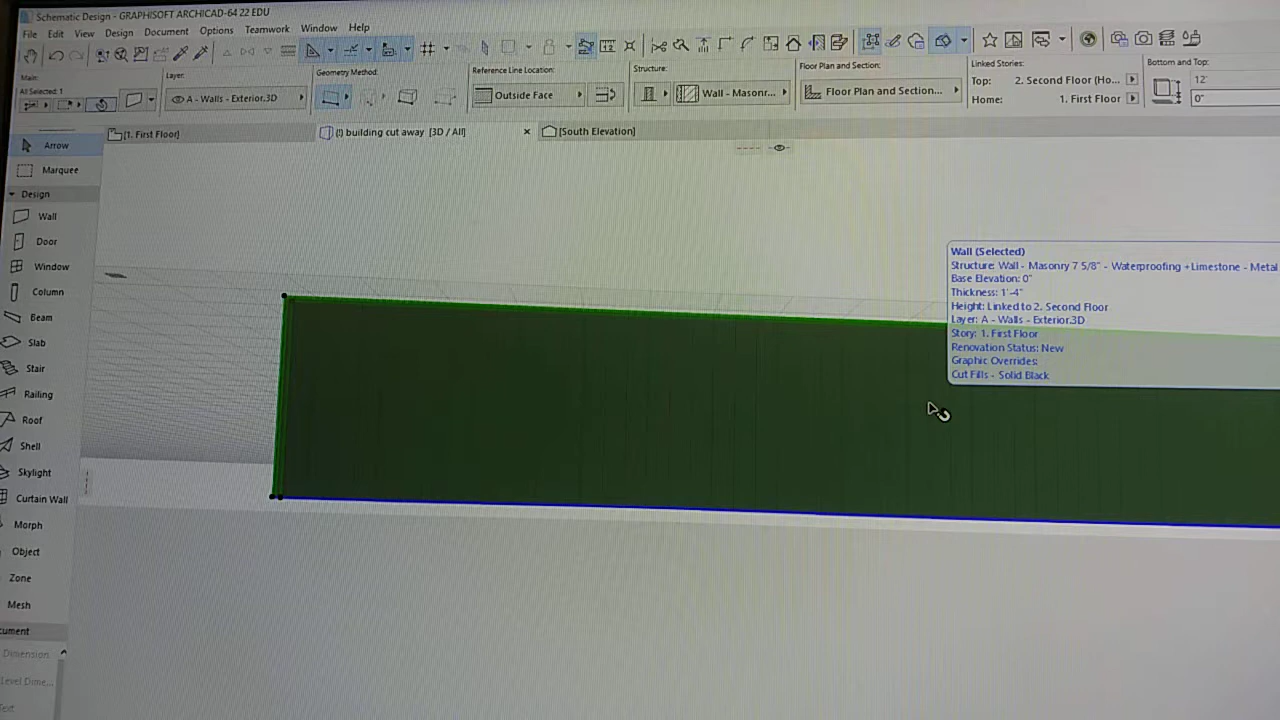 Schematic Design - GRAPHISOFT ARCHICAD-64 22 EDU
File Edit View Design Document Options Teamwork Window Help
Main:
All Selected: 1
Layer:
A - Walls - Exterior.3D
Geometry Method:
Reference Line Location:
Outside Face
Structure:
Wall - Masonr...
Floor Plan and Section:
Floor Plan and Section...
Linked Stories:
Top: 2. Second Floor (Ho...
Home: 1. First Floor
Bottom and Top:
12'
0"
[1. First Floor]
(!) building cut away [3D / All]
[South Elevation]
Arrow
Marquee
Design
Wall
Door
Window
Column
Beam
Slab
Stair
Railing
Roof
Shell
Skylight
Curtain Wall
Morph
Object
Zone
Mesh
cument
Dimension
Level Dime...
Text
Wall (Selected)
Structure: Wall - Masonry 7 5/8" - Waterproofing +Limestone - Metal
Base Elevation: 0"
Thickness: 1'-4"
Height: Linked to 2. Second Floor
Layer: A - Walls - Exterior.3D
Story: 1. First Floor
Renovation Status: New
Graphic Overrides:
Cut Fills - Solid Black